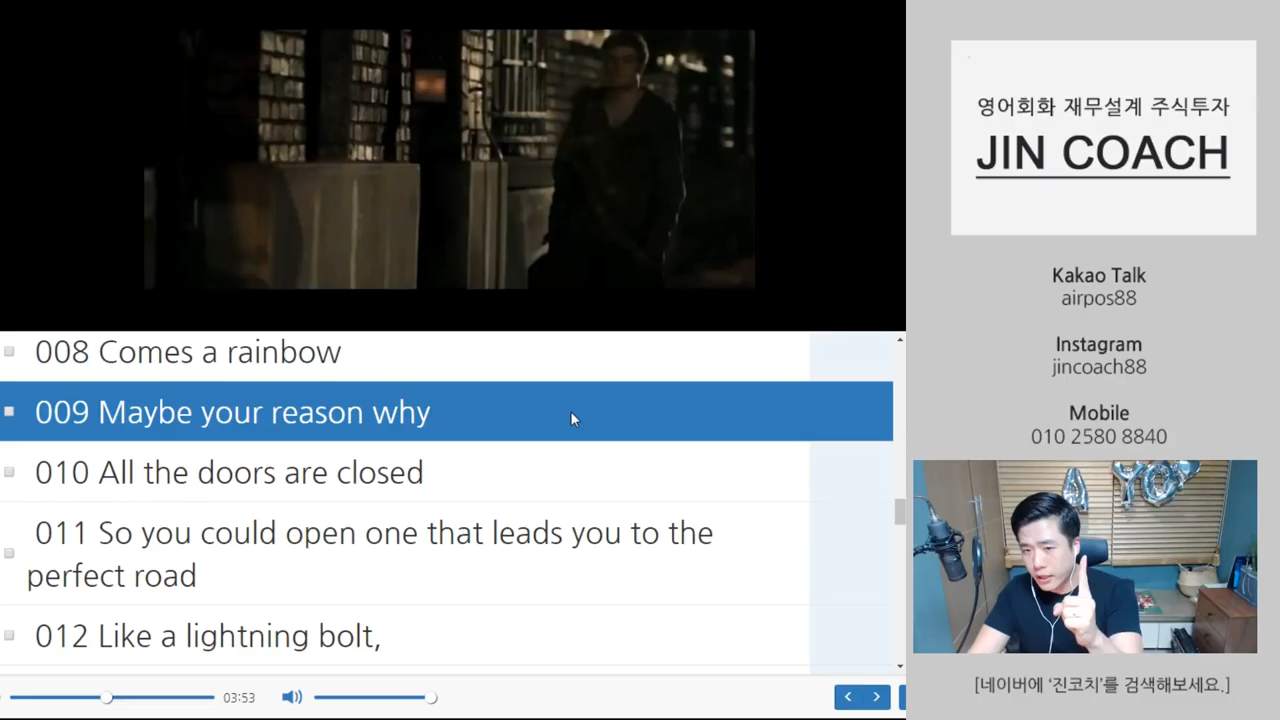 영어회화 재무설계 주식투자
JIN COACH
Kakao Talk
airpos88
Instagram
jincoach88
Mobile
010 2580 8840
[네이버에 '진코치'를 검색해보세요.]
008 Comes a rainbow
009 Maybe your reason why
010 All the doors are closed
011 So you could open one that leads you to the
perfect road
012 Like a lightning bolt,
03:53
A YO